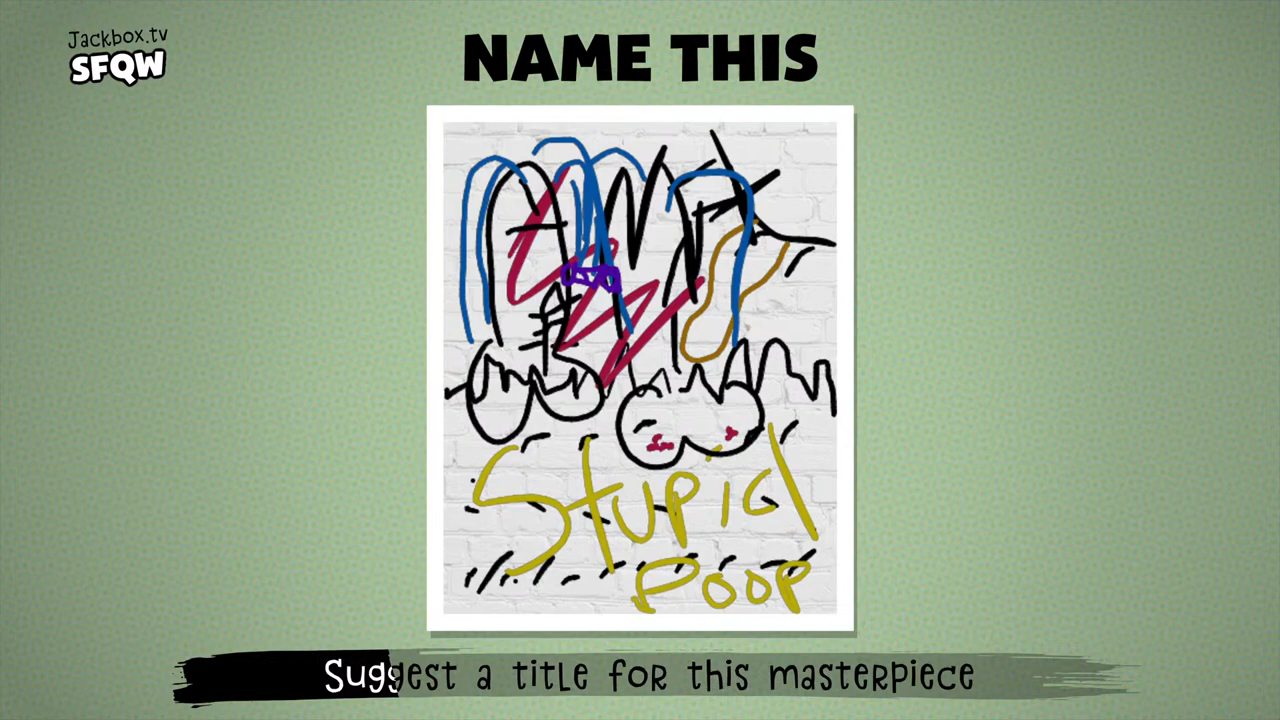 Jackbox.tv
SFQW
NAME THIS
Stupid
Poop
Suggest a title for this masterpiece